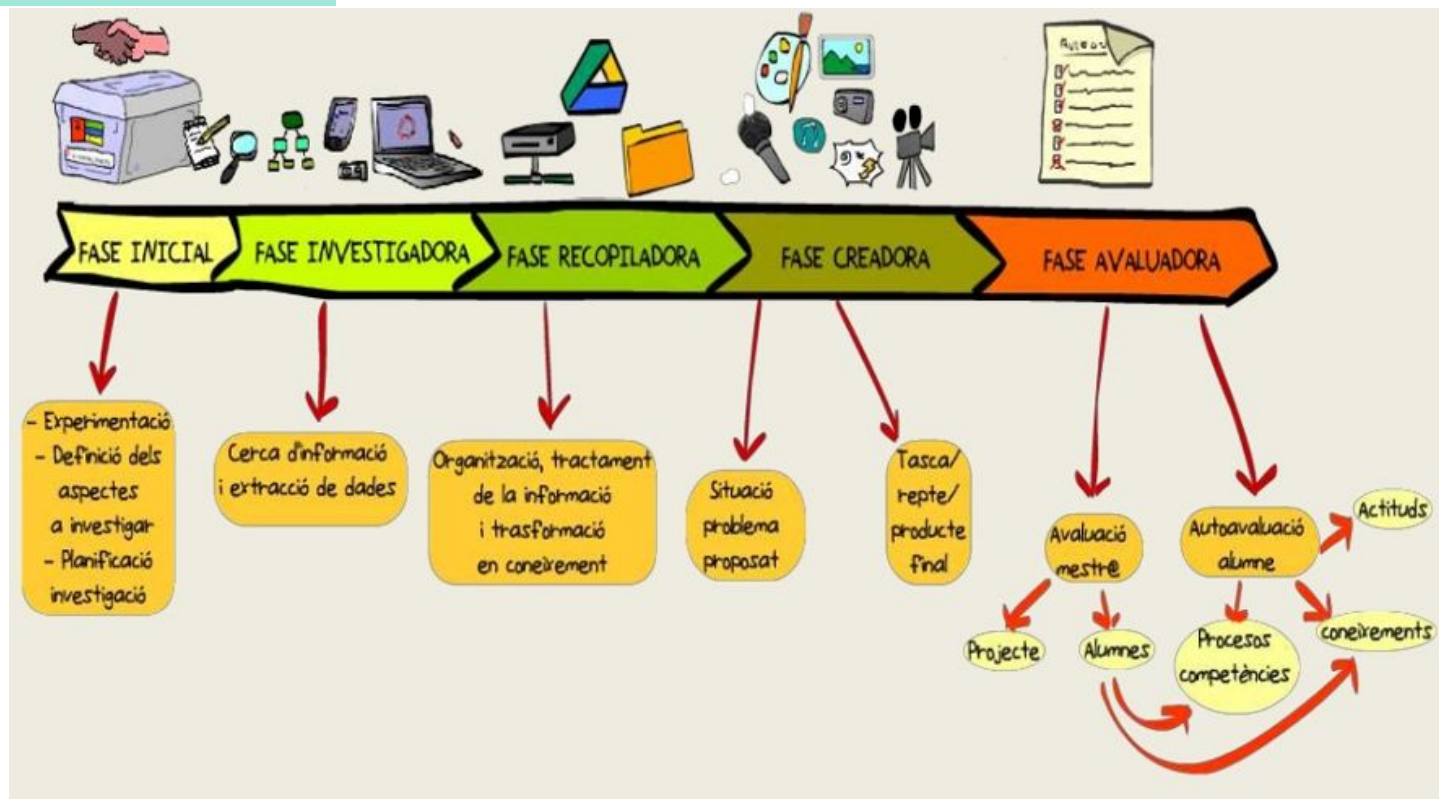 FASE INICIAL
FASE INVESTIGADORA
FASE RECOPILADORA
FASE CREADORA
FASE AVALUADORA
- Experimentació
- Definició dels
aspectes
a investigar
- Planificació
investigació
Cerca d'informació
i extracció de dades
Organització, tractament
de la informació
i trasformació
en coneixement
Situació
problema
proposat
Tasca/
repte/
producte
final
Avaluació
mestr@
Autoavaluació
alumne
Actituds
Projecte
Alumnes
Procesos
competències
coneixements